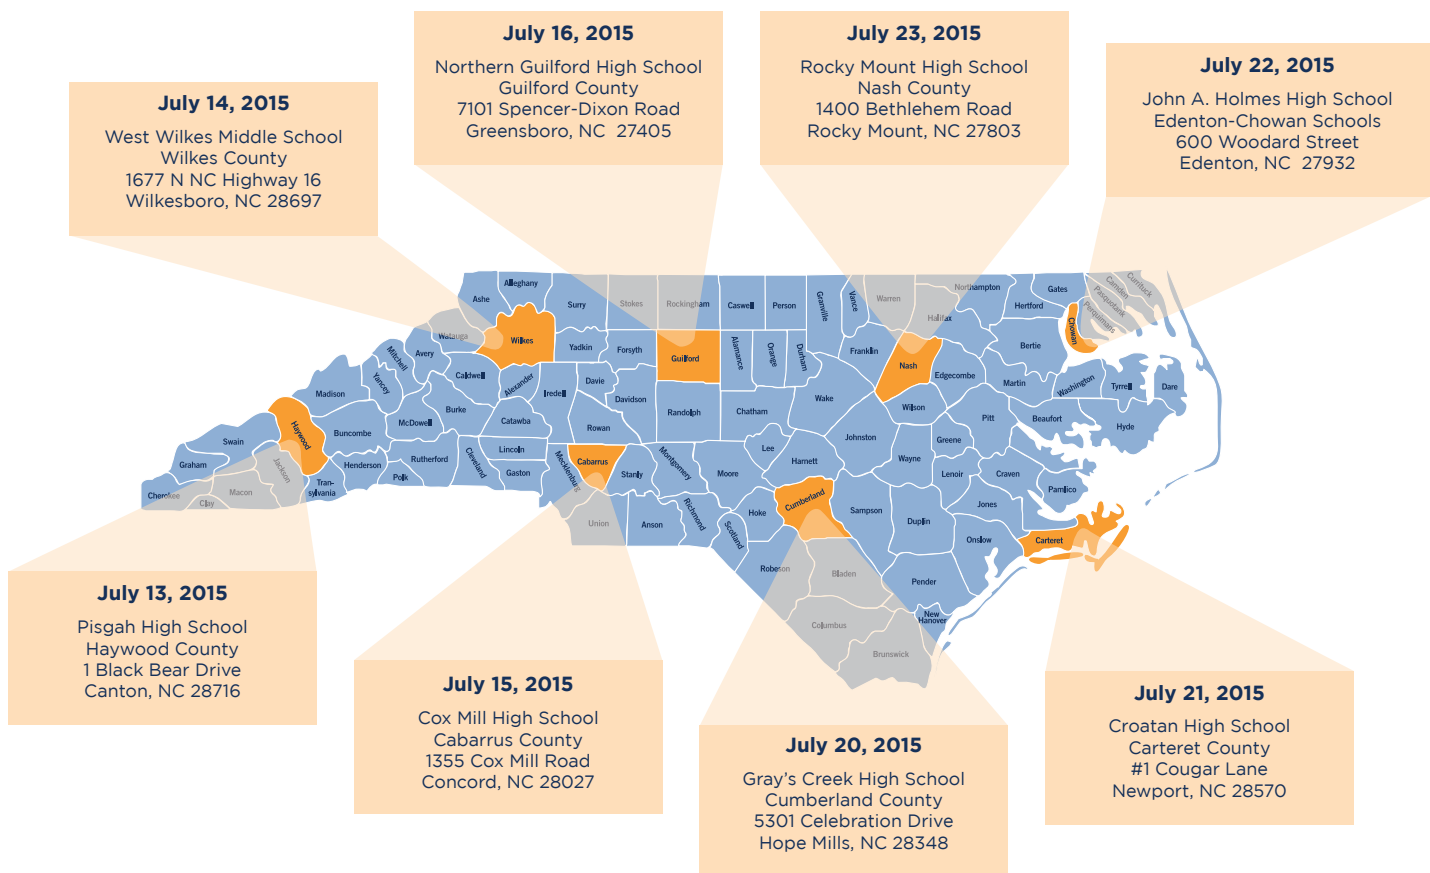 July 16, 2015
Northern Guilford High School
Guilford County
7101 Spencer-Dixon Road
Greensboro, NC 27405
July 23, 2015
Rocky Mount High School
Nash County
1400 Bethlehem Road
Rocky Mount, NC 27803
July 22, 2015
John A. Holmes High School
Edenton-Chowan Schools
600 Woodard Street
Edenton, NC 27932
July 14, 2015
West Wilkes Middle School
Wilkes County
1677 N NC Highway 16
Wilkesboro, NC 28697
Ashe
Alleghany
Surry
Stokes
Rockingham
Caswell
Person
Granville
Vance
Warren
Halifax
Northampton
Hertford
Gates
Camden
Currituck
Pasquotank
Perquimans
Chowan
Bertie
Watauga
Wilkes
Yadkin
Forsyth
Guilford
Alamance
Orange
Durham
Franklin
Nash
Edgecombe
Martin
Washington
Tyrrell
Dare
Mitchell
Avery
Yancey
Caldwell
Alexander
Iredell
Davie
Davidson
Randolph
Chatham
Wake
Wilson
Pitt
Beaufort
Hyde
Madison
Haywood
Buncombe
McDowell
Burke
Catawba
Rowan
Lee
Johnston
Greene
Wayne
Lenoir
Craven
Pamlico
Swain
Graham
Jackson
Henderson
Polk
Rutherford
Cleveland
Lincoln
Gaston
Mecklenburg
Cabarrus
Stanly
Montgomery
Moore
Harnett
Cherokee
Clay
Macon
Tran-
sylvania
Union
Anson
Richmond
Scotland
Hoke
Cumberland
Sampson
Duplin
Jones
Onslow
Carteret
Robeson
Bladen
Pender
Columbus
New
Hanover
Brunswick
July 13, 2015
Pisgah High School
Haywood County
1 Black Bear Drive
Canton, NC 28716
July 15, 2015
Cox Mill High School
Cabarrus County
1355 Cox Mill Road
Concord, NC 28027
July 20, 2015
Gray’s Creek High School
Cumberland County
5301 Celebration Drive
Hope Mills, NC 28348
July 21, 2015
Croatan High School
Carteret County
#1 Cougar Lane
Newport, NC 28570